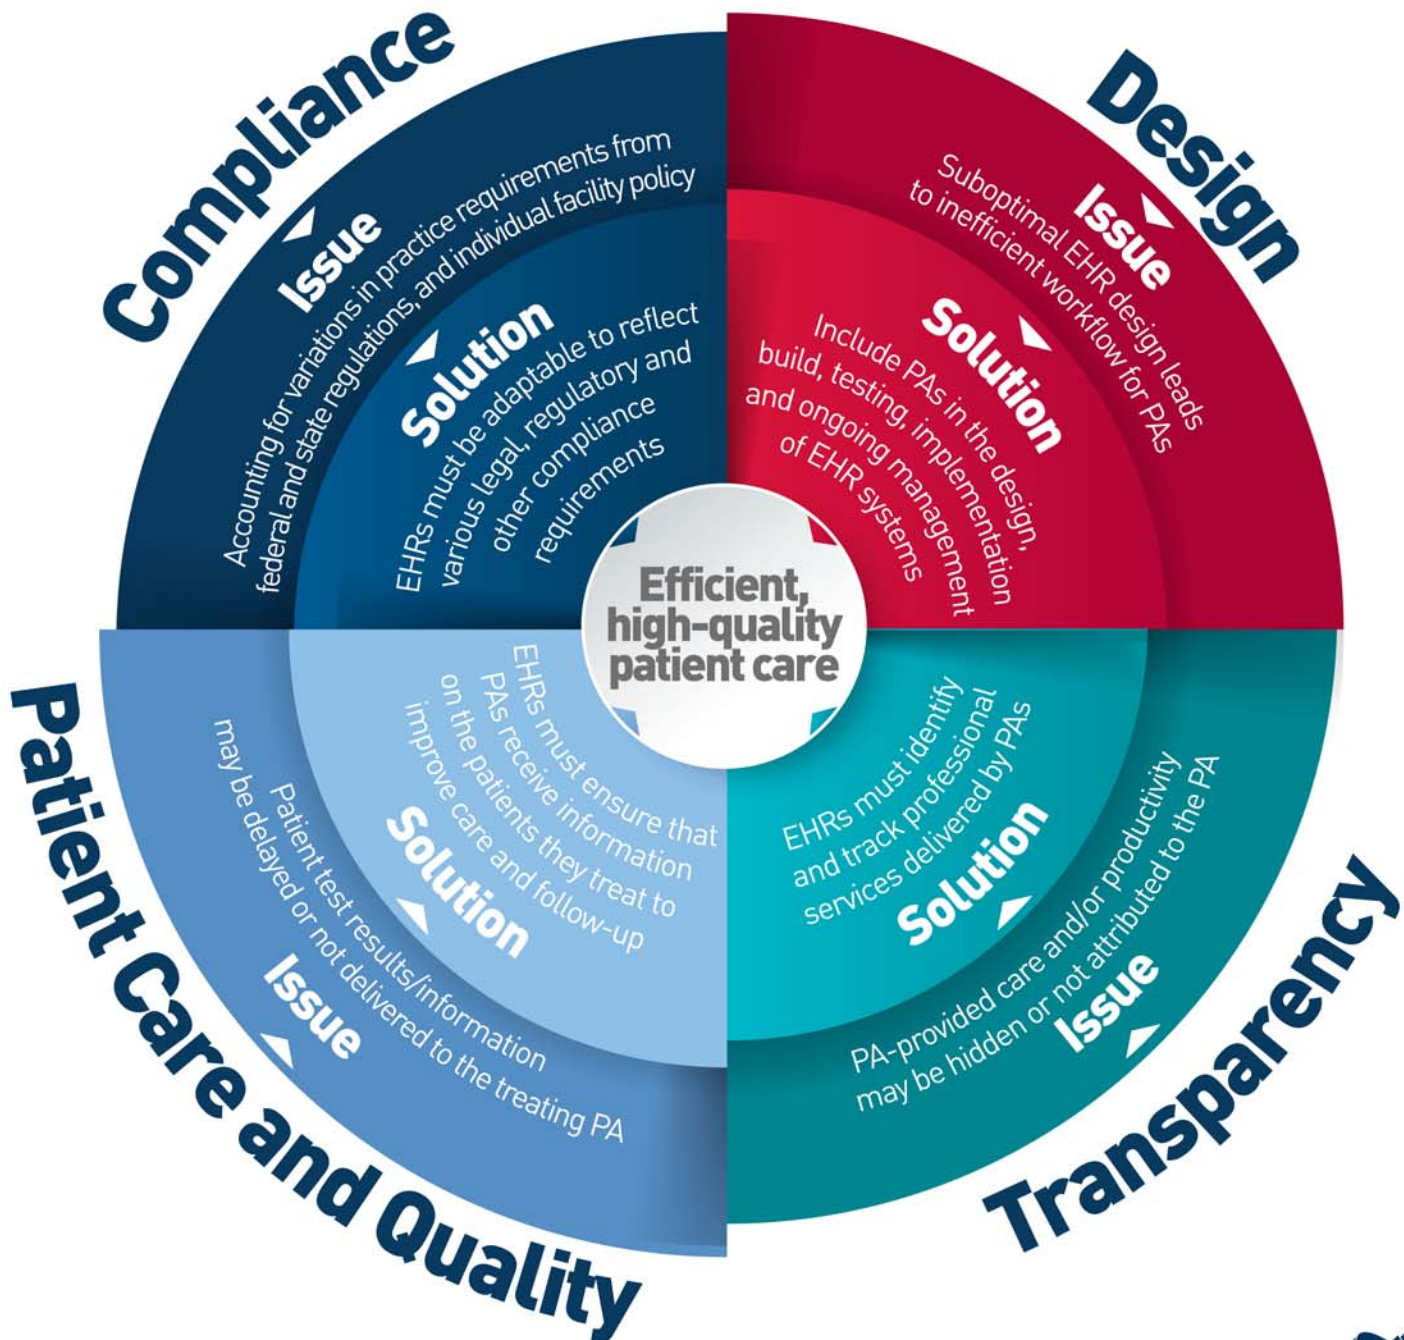 Compliance
Issue
Accounting for variations in practice requirements from
federal and state regulations, and individual facility policy
Solution
EHRs must be adaptable to reflect
various legal, regulatory and
other compliance
requirements
Design
Issue
Suboptimal EHR design leads
to inefficient workflow for PAs
Solution
Include PAs in the design,
build, testing, implementation
and ongoing management
of EHR systems
Efficient,
high-quality
patient care
Patient Care and Quality
EHRs must ensure that
PAs receive information
on the patients they treat to
improve care and follow-up
Solution
Patient test results/information
may be delayed or not delivered to the treating PA
Issue
Transparency
EHRs must identify
and track professional
services delivered by PAs
Solution
PA-provided care and/or productivity
may be hidden or not attributed to the PA
Issue